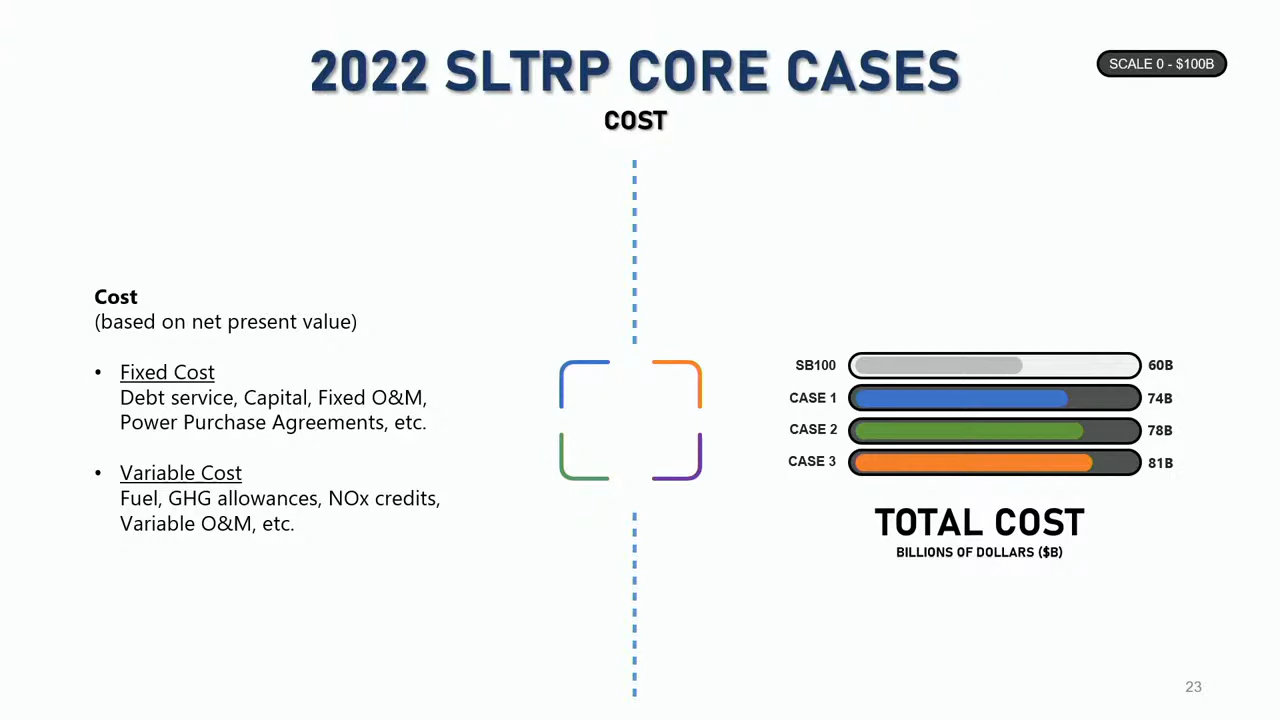 2022 SLTRP CORE CASES
SCALE 0 - $100B
COST
Cost
(based on net present value)
• Fixed Cost
Debt service, Capital, Fixed O&M,
Power Purchase Agreements, etc.
• Variable Cost
Fuel, GHG allowances, NOx credits,
Variable O&M, etc.
SB100 60B
CASE 1 74B
CASE 2 78B
CASE 3 81B
TOTAL COST
BILLIONS OF DOLLARS ($B)
23